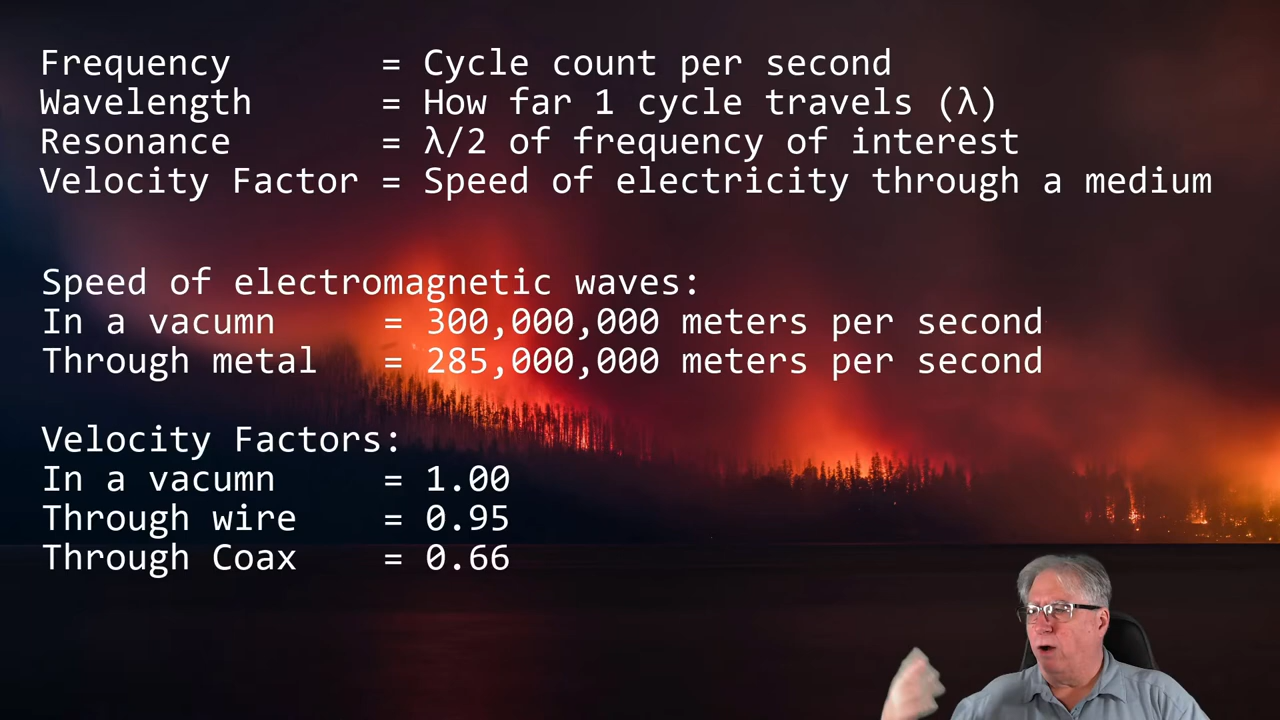 Frequency = Cycle count per second
Wavelength = How far 1 cycle travels (λ)
Resonance = λ/2 of frequency of interest
Velocity Factor = Speed of electricity through a medium
Speed of electromagnetic waves:
In a vacumn = 300,000,000 meters per second
Through metal = 285,000,000 meters per second
Velocity Factors:
In a vacumn = 1.00
Through wire = 0.95
Through Coax = 0.66